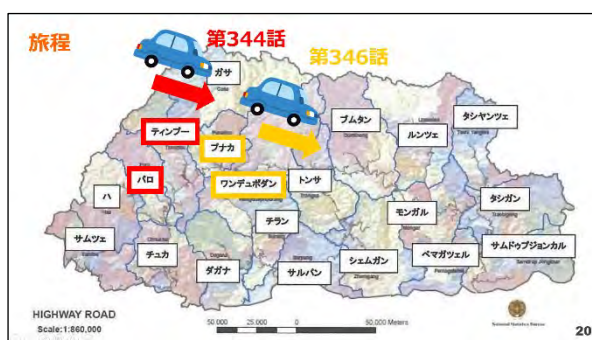 旅程
第344話
第346話
ガサ
Gasa
ブムタン
ルンツェ
タシヤンツェ
ティンプー
プナカ
パロ
ワンデュポダン
トンサ
ハ
モンガル
タシガン
チラン
サムツェ
チュカ
ダガナ
サルパン
シェムガン
ペマガツェル
サムドゥプジョンカル
HIGHWAY ROAD
Scale:1:860,000
50,000 25,000 0 50,000 Meters
National Statistics Bureau
20